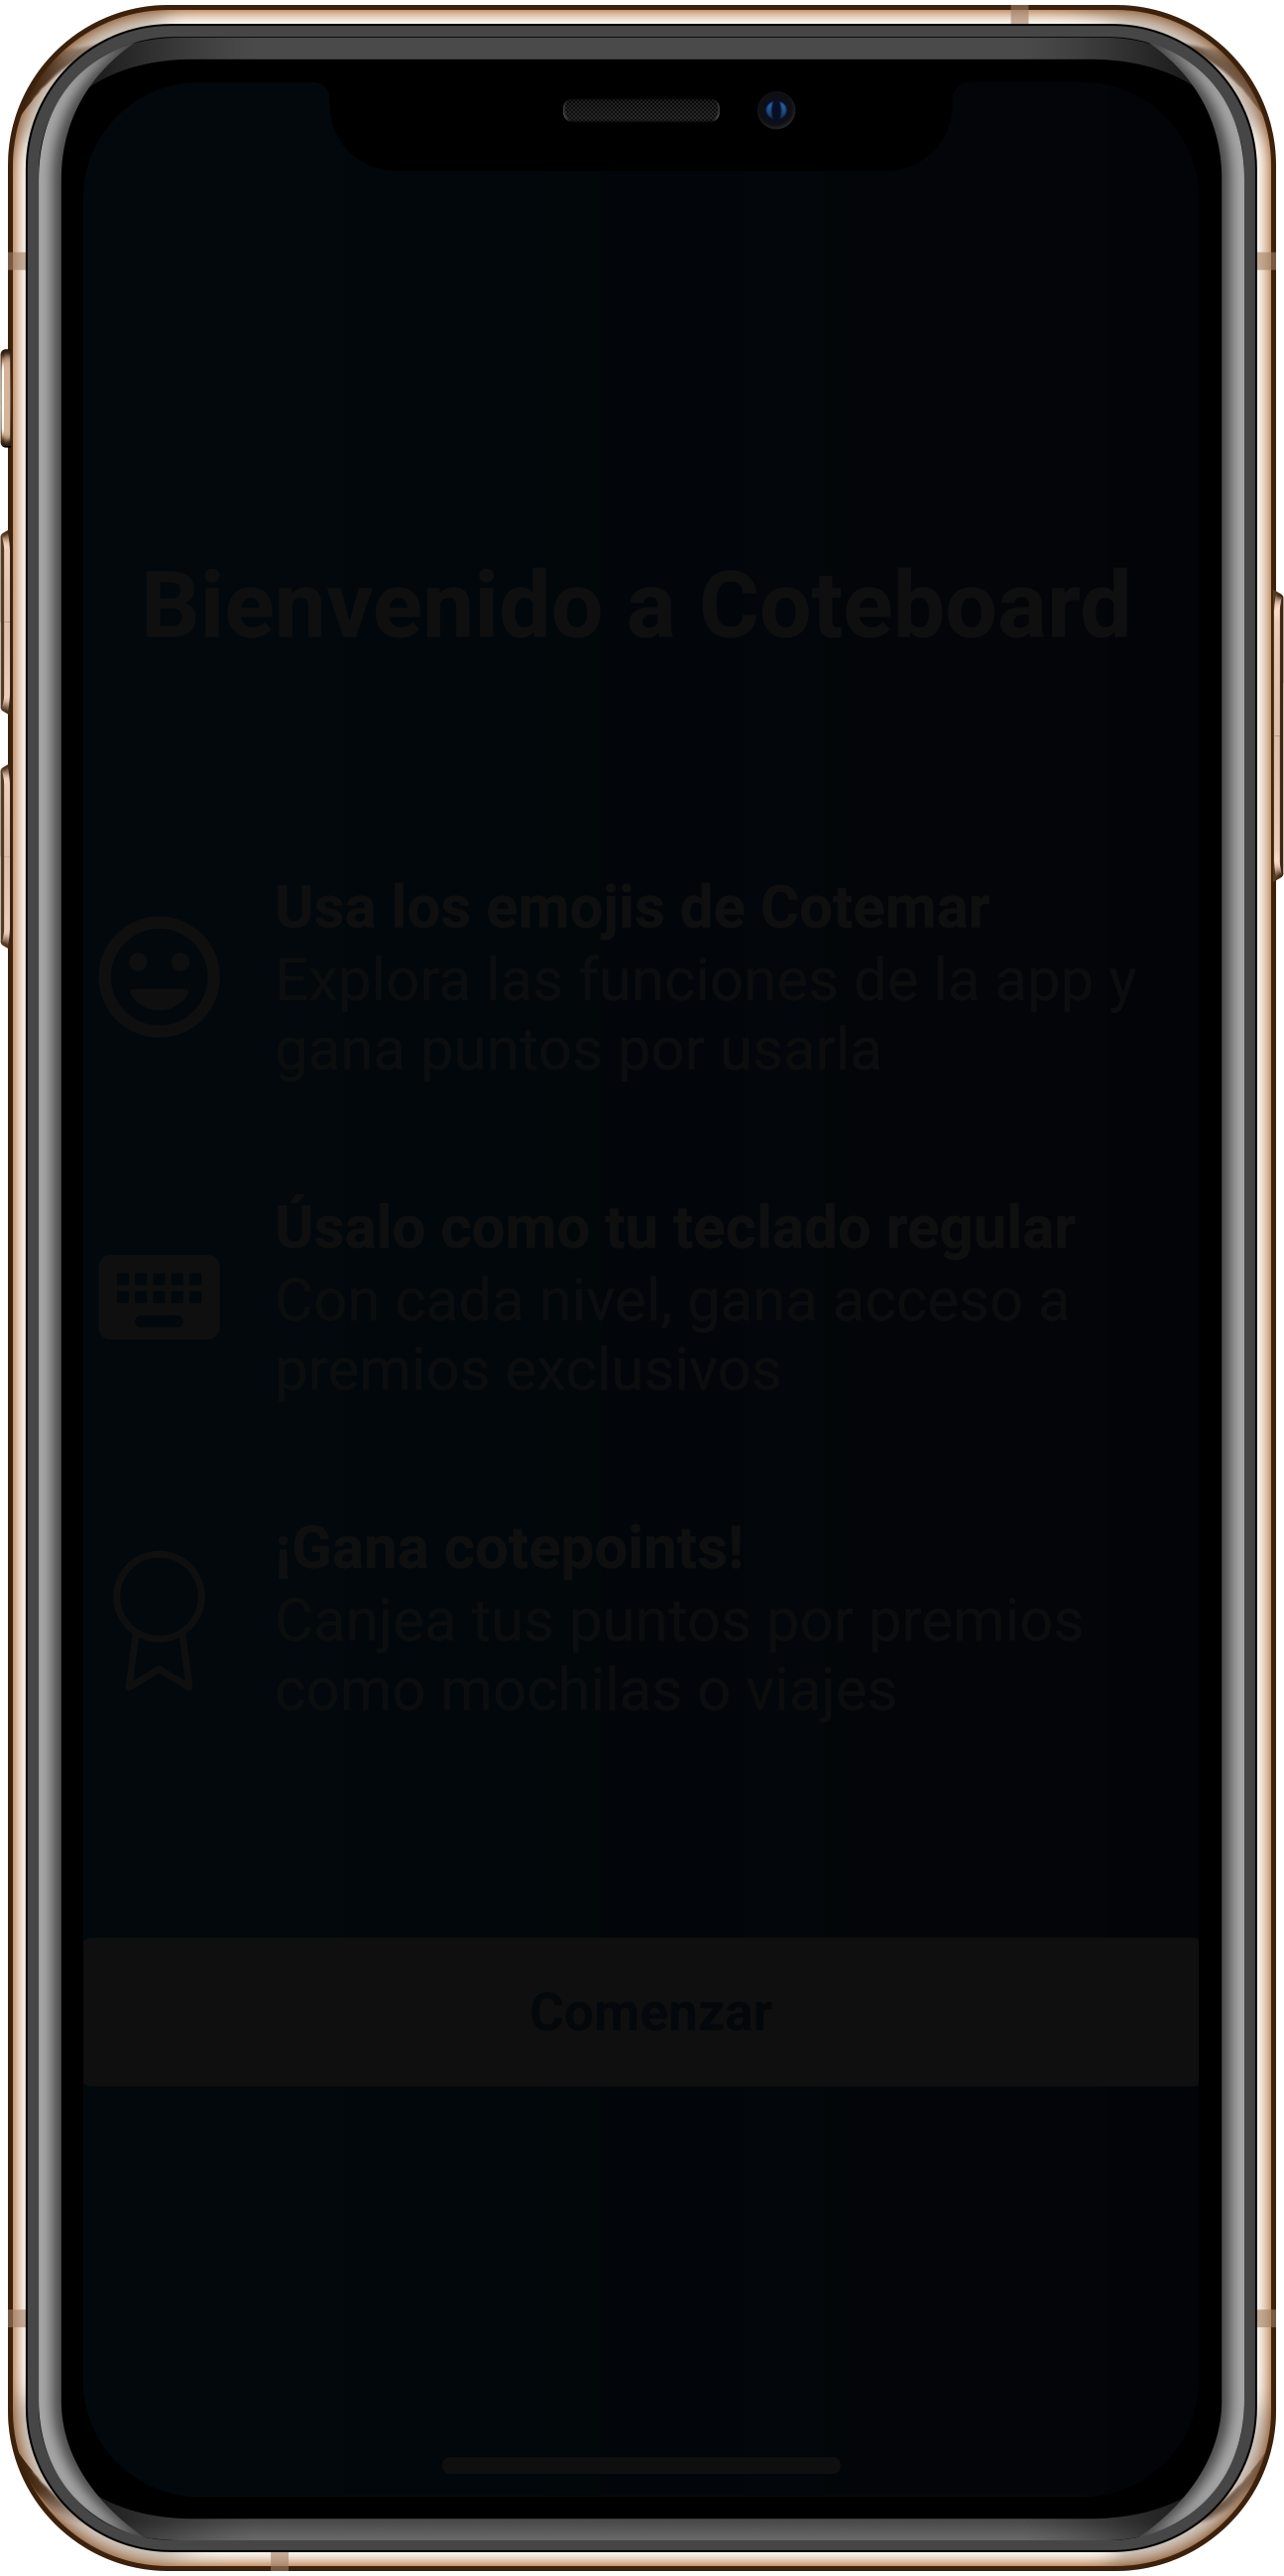 Bienvenido a Coteboard
Usa los emojis de Cotemar
Explora las funciones de la app y
gana puntos por usarla
Úsalo como tu teclado regular
Con cada nivel, gana acceso a
premios exclusivos
¡Gana cotepoints!
Canjea tus puntos por premios
como mochilas o viajes
Comenzar